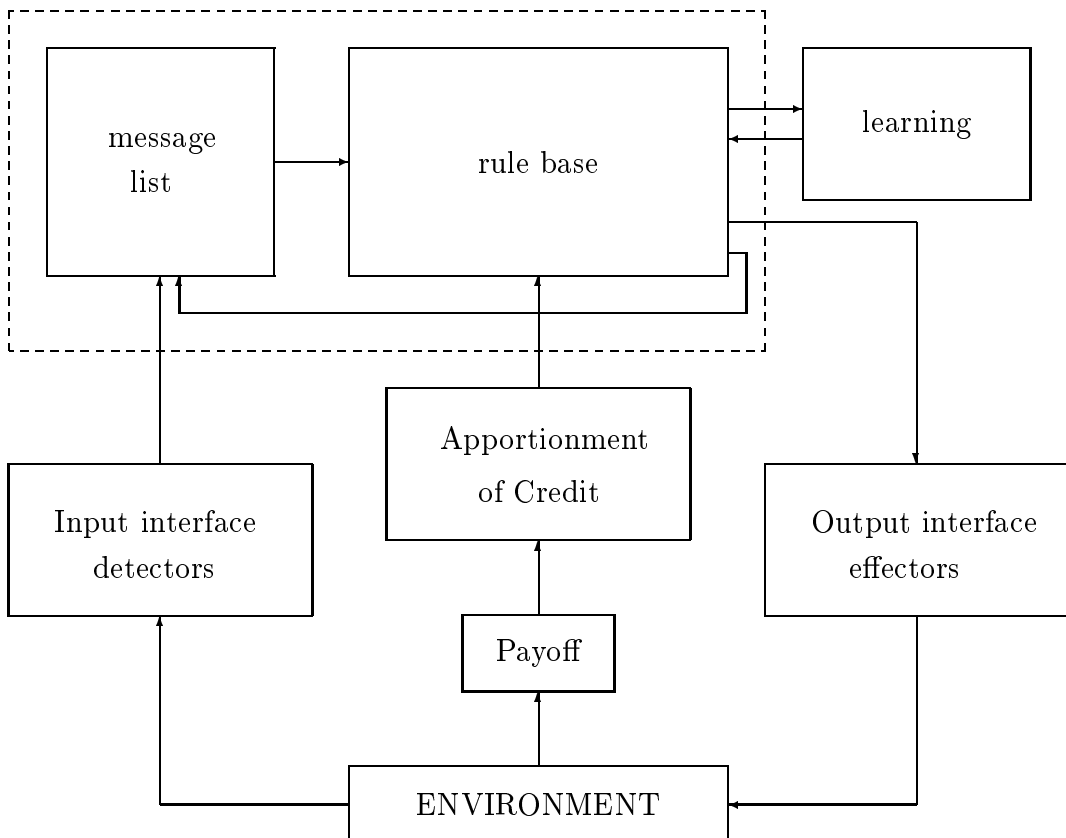 message
list
rule base
learning
Apportionment
of Credit
Input interface
detectors
Output interface
effectors
Payoff
ENVIRONMENT